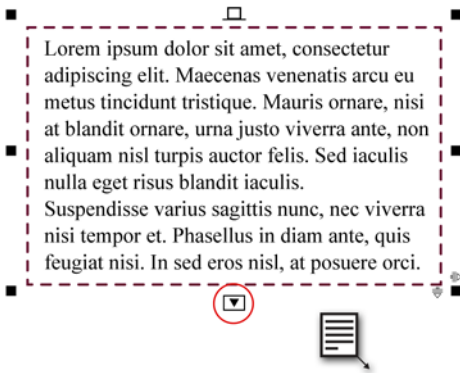 Lorem ipsum dolor sit amet, consectetur
adipiscing elit. Maecenas venenatis arcu eu
metus tincidunt tristique. Mauris ornare, nisi
at blandit ornare, urna justo viverra ante, non
aliquam nisl turpis auctor felis. Sed iaculis
nulla eget risus blandit iaculis.
Suspendisse varius sagittis nunc, nec viverra
nisi tempor et. Phasellus in diam ante, quis
feugiat nisi. In sed eros nisl, at posuere orci.